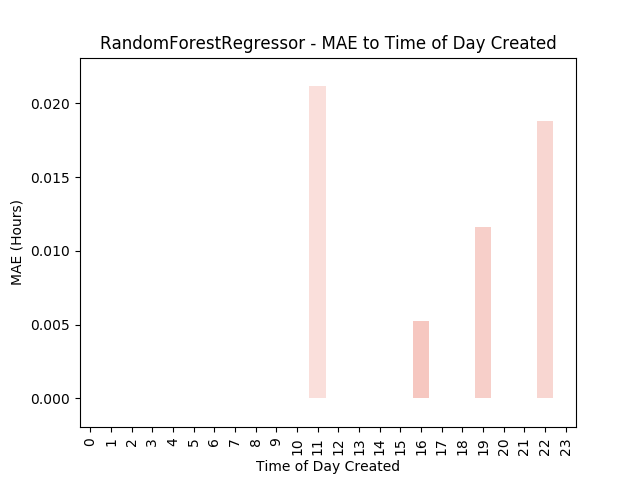 RandomForestRegressor - MAE to Time of Day Created
MAE (Hours)
0.020
0.015
0.010
0.005
0.000
0 1 2 3 4 5 6 7 8 9 10 11 12 13 14 15 16 17 18 19 20 21 22 23
Time of Day Created